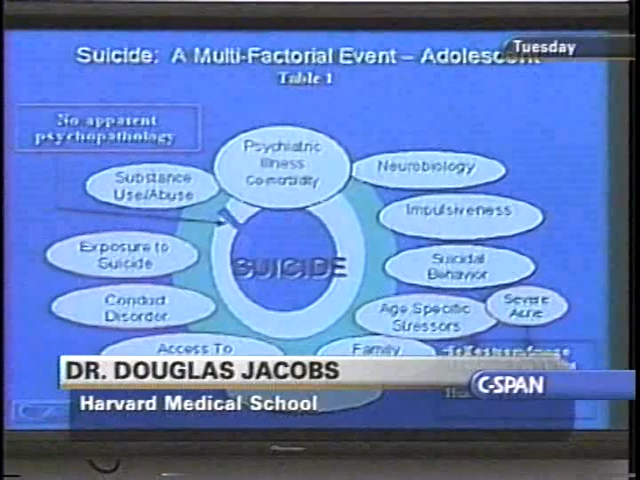 Tuesday
Suicide: A Multi-Factorial Event – Adolescent
Table 1
No apparent
psychopathology
Psychiatric
Illness
Comorbidity
Neurobiology
Substance
Use/Abuse
Impulsiveness
Exposure to
Suicide
SUICIDE
Suicidal
Behavior
Conduct
Disorder
Age Specific
Stressors
Severe
Acne
Access To
Family
DR. DOUGLAS JACOBS
C-SPAN
Harvard Medical School